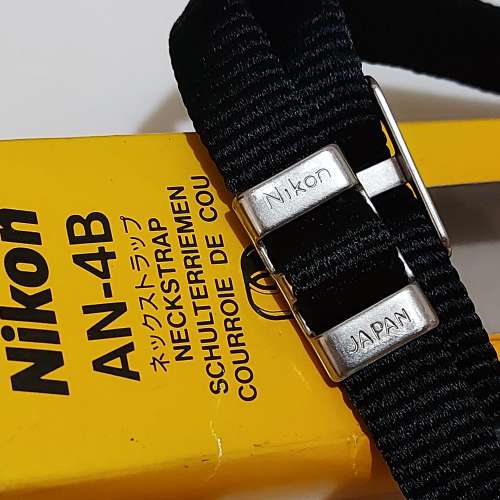 Nikon
AN-4B
ネックストラップ
NECKSTRAP
SCHULTERRIEMEN
COURROIE DE COU
Nikon
JAPAN